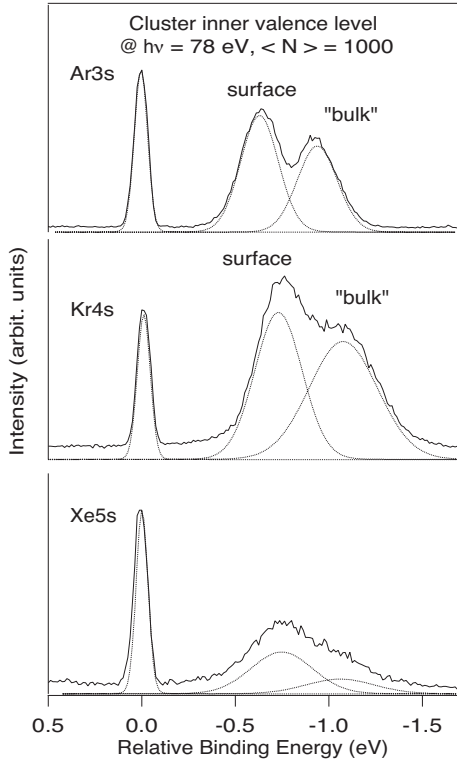 Cluster inner valence level
@ hν = 78 eV, < N > = 1000
Ar3s
surface
"bulk"
Kr4s
surface
"bulk"
Xe5s
Intensity (arbit. units)
0.5 0.0 -0.5 -1.0 -1.5
Relative Binding Energy (eV)